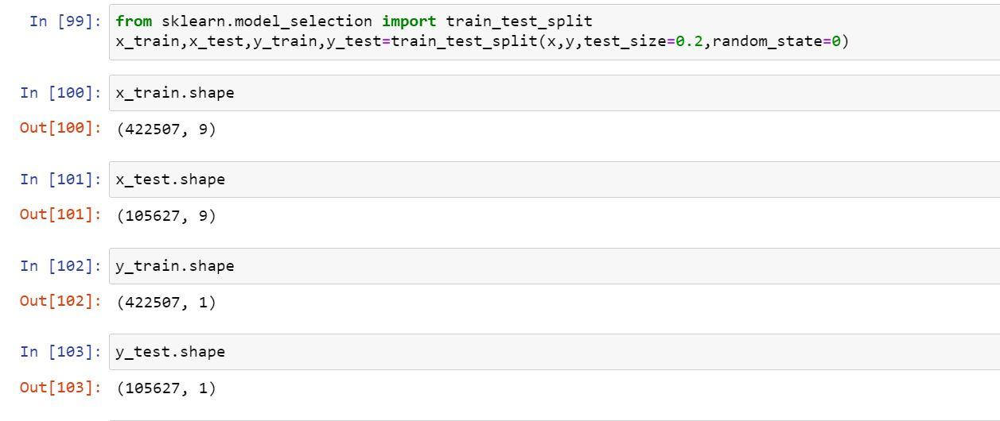 In [99]: from sklearn.model_selection import train_test_split
x_train,x_test,y_train,y_test=train_test_split(x,y,test_size=0.2,random_state=0)
In [100]: x_train.shape
Out[100]: (422507, 9)
In [101]: x_test.shape
Out[101]: (105627, 9)
In [102]: y_train.shape
Out[102]: (422507, 1)
In [103]: y_test.shape
Out[103]: (105627, 1)